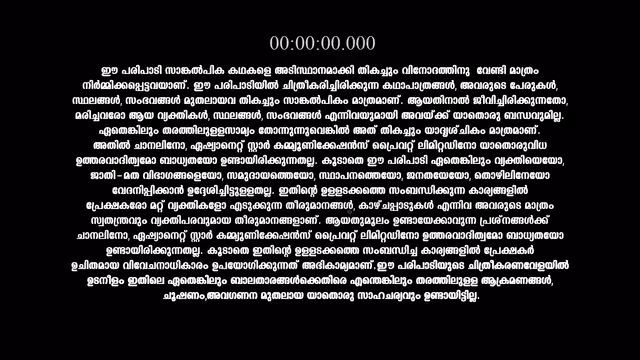 00:00:00.000
ഈ പരിപാടി സാങ്കൽപിക കഥകളെ അടിസ്ഥാനമാക്കി തികച്ചും വിനോദത്തിനു വേണ്ടി മാത്രം
നിർമ്മിക്കപ്പെട്ടവയാണ്. ഈ പരിപാടിയിൽ ചിത്രീകരിച്ചിരിക്കുന്ന കഥാപാത്രങ്ങൾ, അവരുടെ പേരുകൾ,
സ്ഥലങ്ങൾ, സംഭവങ്ങൾ മുതലായവ തികച്ചും സാങ്കൽപികം മാത്രമാണ്. ആയതിനാൽ ജീവിച്ചിരിക്കുന്നതോ,
മരിച്ചവരോ ആയ വ്യക്തികൾ, സ്ഥലങ്ങൾ, സംഭവങ്ങൾ എന്നിവയുമായി അവയ്ക്ക് യാതൊരു ബന്ധവുമില്ല.
ഏതെങ്കിലും തരത്തിലുളളസാമ്യം തോന്നുന്നുവെങ്കിൽ അത് തികച്ചും യാദൃശ്ചികം മാത്രമാണ്.
അതിൽ ചാനലിനോ, ഏഷ്യാനെറ്റ് സ്റ്റാർ കമ്മ്യൂണിക്കേഷൻസ് പ്രൈവറ്റ് ലിമിറ്റഡിനോ യാതൊരുവിധ
ഉത്തരവാദിത്വമോ ബാധ്യതയോ ഉണ്ടായിരിക്കുന്നതല്ല. കൂടാതെ ഈ പരിപാടി ഏതെങ്കിലും വ്യക്തിയെയോ,
ജാതി-മത വിഭാഗങ്ങളെയോ, സമുദായത്തെയോ, സ്ഥാപനത്തെയോ, ജനതയേയോ, തൊഴിലിനേയോ
വേദനിപ്പിക്കാൻ ഉദ്ദേശിച്ചിട്ടുളളതല്ല. ഇതിന്റെ ഉളളടക്കത്തെ സംബന്ധിക്കുന്ന കാര്യങ്ങളിൽ
പ്രേക്ഷകരോ മറ്റ് വ്യക്തികളോ എടുക്കുന്ന തീരുമാനങ്ങൾ, കാഴ്ചപ്പാടുകൾ എന്നിവ അവരുടെ മാത്രം
സ്വതന്ത്രവും വ്യക്തിപരവുമായ തീരുമാനങ്ങളാണ്. ആയതുമൂലം ഉണ്ടായേക്കാവുന്ന പ്രശ്നങ്ങൾക്ക്
ചാനലിനോ, ഏഷ്യാനെറ്റ് സ്റ്റാർ കമ്മ്യൂണിക്കേഷൻസ് പ്രൈവറ്റ് ലിമിറ്റഡിനോ ഉത്തരവാദിത്വമോ ബാധ്യതയോ
ഉണ്ടായിരിക്കുന്നതല്ല. കൂടാതെ ഇതിന്റെ ഉളളടക്കത്തെ സംബന്ധിച്ച കാര്യങ്ങളിൽ പ്രേക്ഷകർ
ഉചിതമായ വിവേചനാധികാരം ഉപയോഗിക്കുന്നത് അഭികാമ്യമാണ്.ഈ പരിപാടിയുടെ ചിത്രീകരണവേളയിൽ
ഉടനീളം ഇതിലെ ഏതെങ്കിലും ബാലതാരങ്ങൾക്കെതിരെ എന്തെങ്കിലും തരത്തിലുളള ആക്രമണങ്ങൾ,
ചൂഷണം,അവഗണന മുതലായ യാതൊരു സാഹചര്യവും ഉണ്ടായിട്ടില്ല.